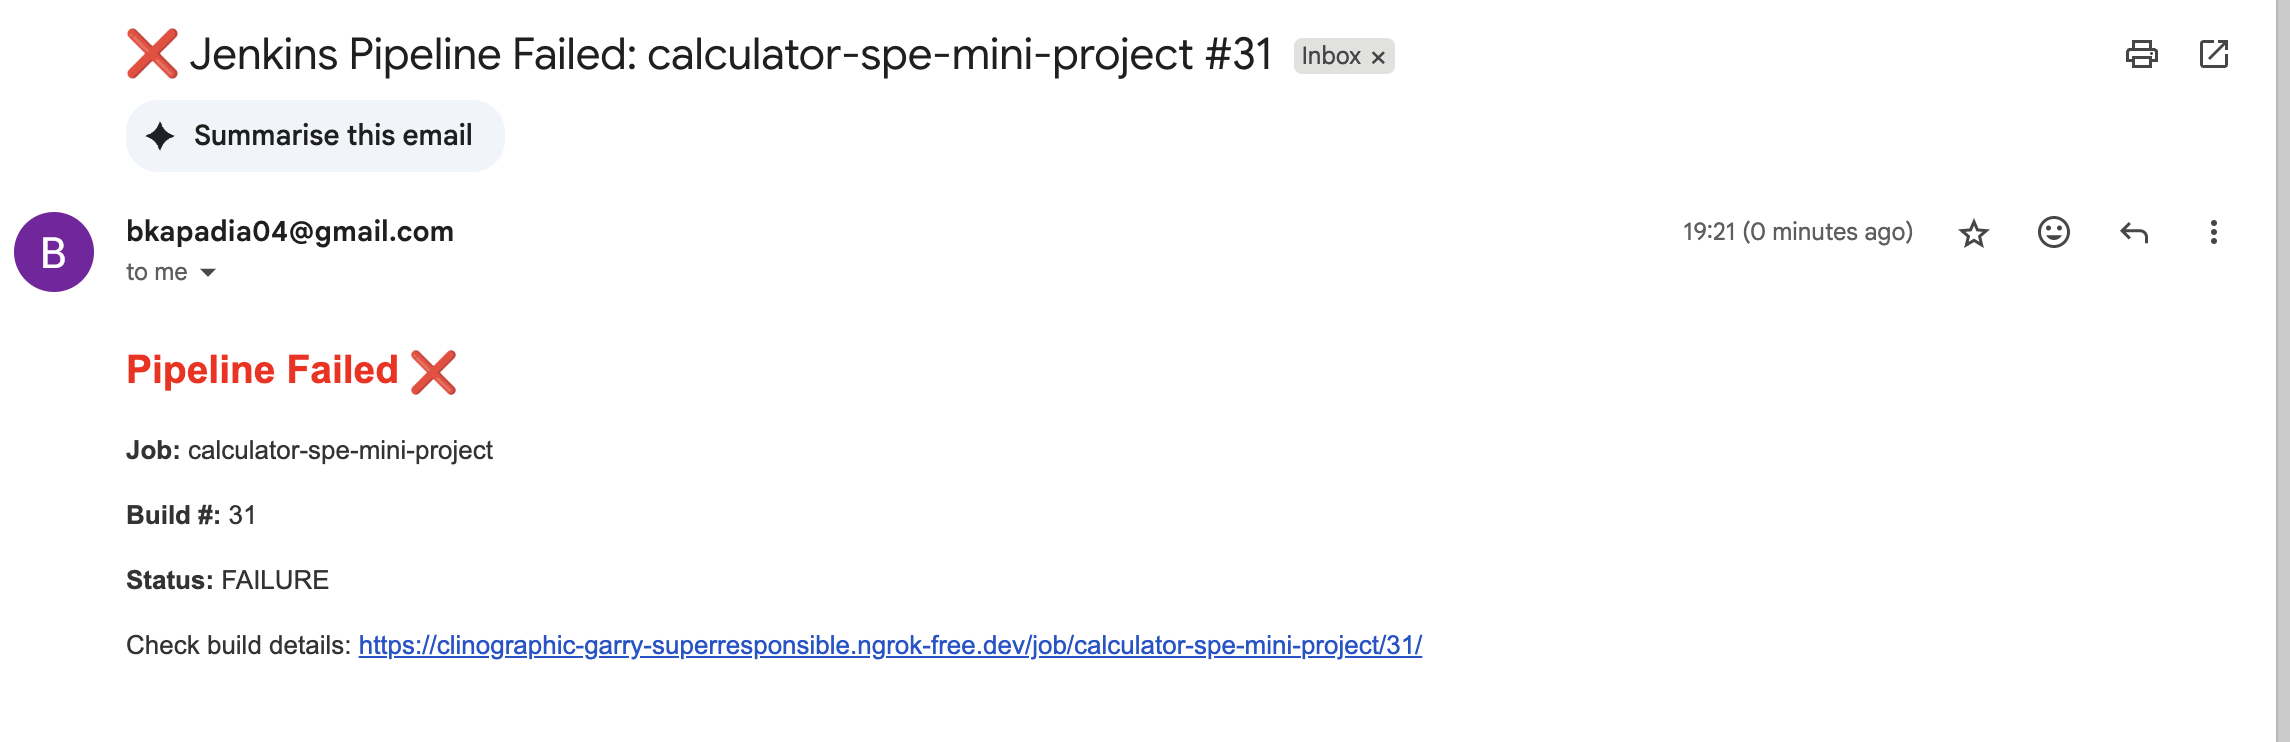 ❌ Jenkins Pipeline Failed: calculator-spe-mini-project #31 Inbox ×
Summarise this email
B
bkapadia04@gmail.com 19:21 (0 minutes ago)
to me
Pipeline Failed ❌
Job: calculator-spe-mini-project
Build #: 31
Status: FAILURE
Check build details: https://clinographic-garry-superresponsible.ngrok-free.dev/job/calculator-spe-mini-project/31/